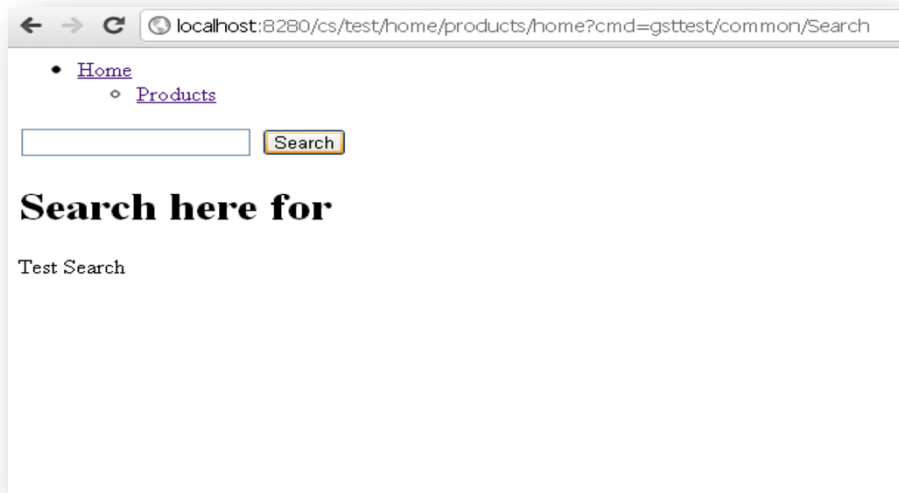 localhost:8280/cs/test/home/products/home?cmd=gsttest/common/Search
Home
Products
Search
Search here for
Test Search